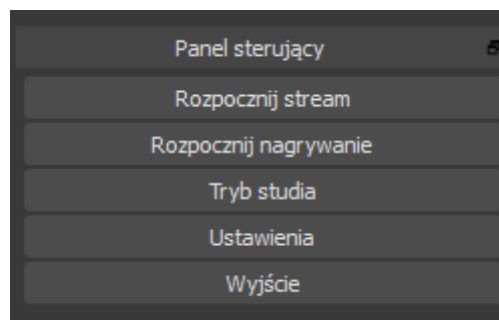 Panel sterujący
Rozpocznij stream
Rozpocznij nagrywanie
Tryb studia
Ustawienia
Wyjście